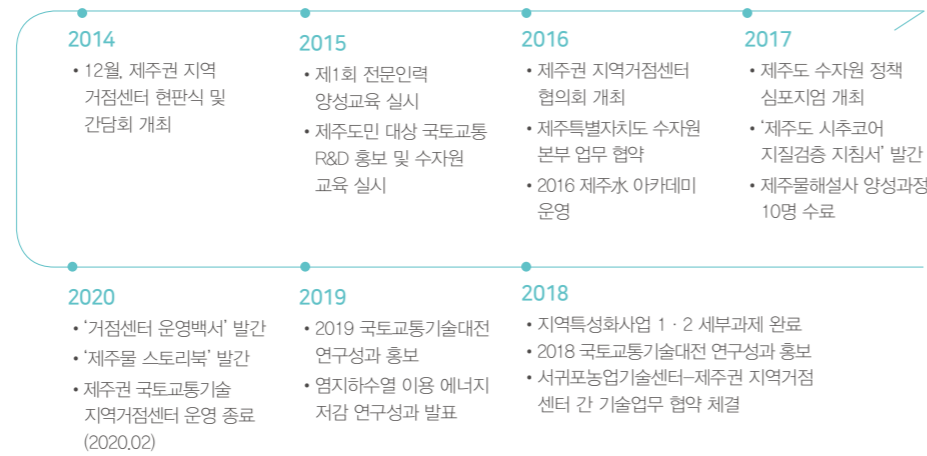 2014
• 12월, 제주권 지역
거점센터 현판식 및
간담회 개최
2015
• 제1회 전문인력
양성교육 실시
• 제주도민 대상 국토교통
R&D 홍보 및 수자원
교육 실시
2016
• 제주권 지역거점센터
협의회 개최
• 제주특별자치도 수자원
본부 업무 협약
• 2016 제주水 아카데미
운영
2017
• 제주도 수자원 정책
심포지엄 개최
• '제주도 시추코어
지질검층 지침서' 발간
• 제주물해설사 양성과정
10명 수료
2020
• '거점센터 운영백서' 발간
• '제주물 스토리북' 발간
• 제주권 국토교통기술
지역거점센터 운영 종료
(2020.02)
2019
• 2019 국토교통기술대전
연구성과 홍보
• 염지하수열 이용 에너지
저감 연구성과 발표
2018
• 지역특성화사업 1 · 2 세부과제 완료
• 2018 국토교통기술대전 연구성과 홍보
• 서귀포농업기술센터-제주권 지역거점
센터 간 기술업무 협약 체결